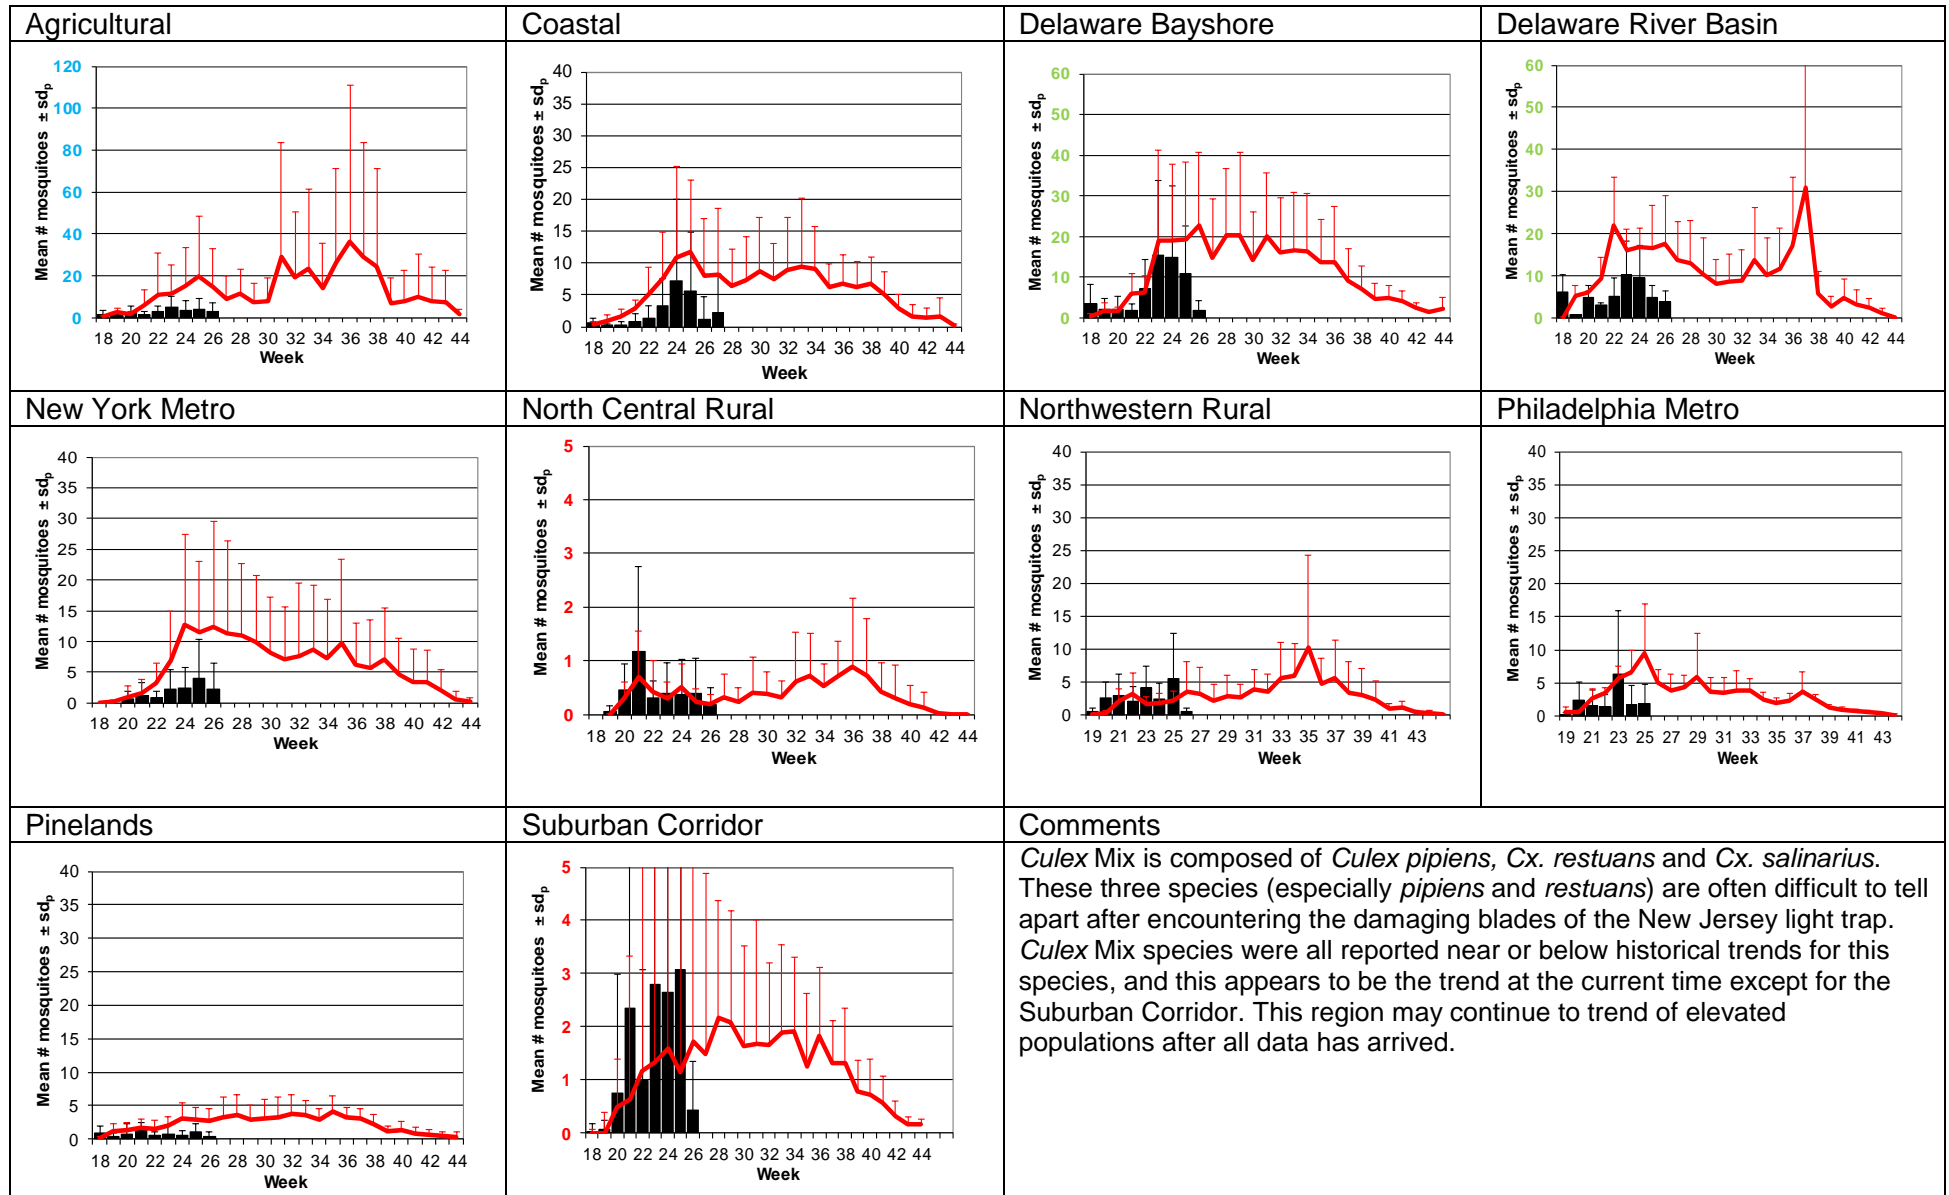 Agricultural
Mean # mosquitoes ± sdp
120
100
80
60
40
20
0
18 20 22 24 26 28 30 32 34 36 38 40 42 44
Week
Coastal
Mean # mosquitoes ± sdp
40
35
30
25
20
15
10
5
0
18 20 22 24 26 28 30 32 34 36 38 40 42 44
Week
Delaware Bayshore
Mean # mosquitoes ± sdp
60
50
40
30
20
10
0
18 20 22 24 26 28 30 32 34 36 38 40 42 44
Week
Delaware River Basin
Mean # mosquitoes ± sdp
60
50
40
30
20
10
0
18 20 22 24 26 28 30 32 34 36 38 40 42 44
Week
New York Metro
Mean # mosquitoes ± sdp
40
35
30
25
20
15
10
5
0
18 20 22 24 26 28 30 32 34 36 38 40 42 44
Week
North Central Rural
Mean # mosquitoes ± sdp
5
4
3
2
1
0
18 20 22 24 26 28 30 32 34 36 38 40 42 44
Week
Northwestern Rural
Mean # mosquitoes ± sdp
40
35
30
25
20
15
10
5
0
19 21 23 25 27 29 31 33 35 37 39 41 43
Week
Philadelphia Metro
Mean # mosquitoes ± sdp
40
35
30
25
20
15
10
5
0
19 21 23 25 27 29 31 33 35 37 39 41 43
Week
Pinelands
Mean # mosquitoes ± sdp
40
35
30
25
20
15
10
5
0
18 20 22 24 26 28 30 32 34 36 38 40 42 44
Week
Suburban Corridor
Mean # mosquitoes ± sdp
5
4
3
2
1
0
18 20 22 24 26 28 30 32 34 36 38 40 42 44
Week
Comments
Culex Mix is composed of Culex pipiens, Cx. restuans and Cx. salinarius.
These three species (especially pipiens and restuans) are often difficult to tell
apart after encountering the damaging blades of the New Jersey light trap.
Culex Mix species were all reported near or below historical trends for this
species, and this appears to be the trend at the current time except for the
Suburban Corridor. This region may continue to trend of elevated
populations after all data has arrived.